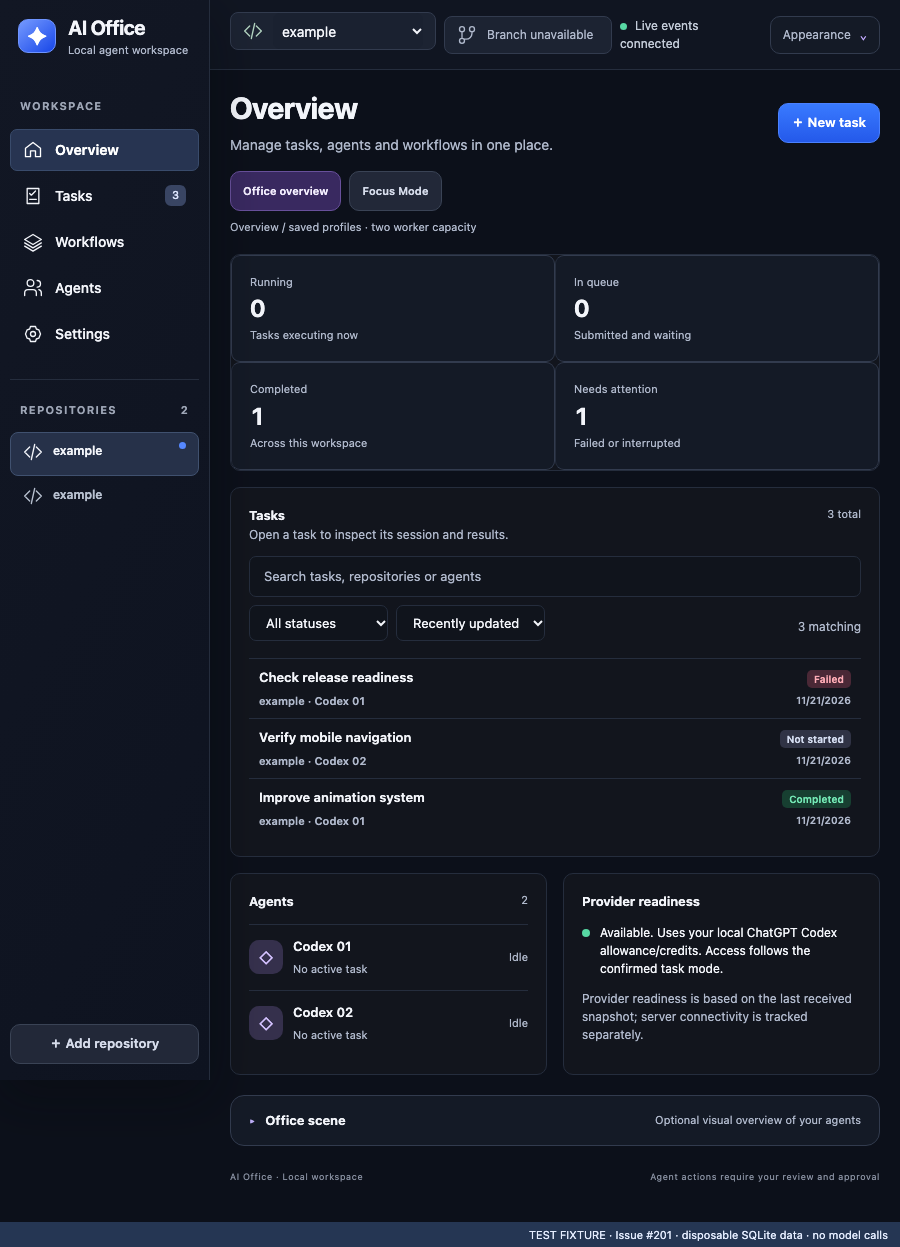 AI Office
Local agent workspace
WORKSPACE
Overview
Tasks 3
Workflows
Agents
Settings
REPOSITORIES 2
example
example
+ Add repository
example
Branch unavailable
Live events
connected
Appearance
Overview
Manage tasks, agents and workflows in one place.
+ New task
Office overview
Focus Mode
Overview / saved profiles · two worker capacity
Running
0
Tasks executing now
In queue
0
Submitted and waiting
Completed
1
Across this workspace
Needs attention
1
Failed or interrupted
Tasks
3 total
Open a task to inspect its session and results.
Search tasks, repositories or agents
All statuses
Recently updated
3 matching
Check release readiness
Failed
example · Codex 01
11/21/2026
Verify mobile navigation
Not started
example · Codex 02
11/21/2026
Improve animation system
Completed
example · Codex 01
11/21/2026
Agents
2
Codex 01
No active task
Idle
Codex 02
No active task
Idle
Provider readiness
Available. Uses your local ChatGPT Codex
allowance/credits. Access follows the
confirmed task mode.
Provider readiness is based on the last received
snapshot; server connectivity is tracked
separately.
Office scene
Optional visual overview of your agents
AI Office · Local workspace
Agent actions require your review and approval
TEST FIXTURE · Issue #201 · disposable SQLite data · no model calls